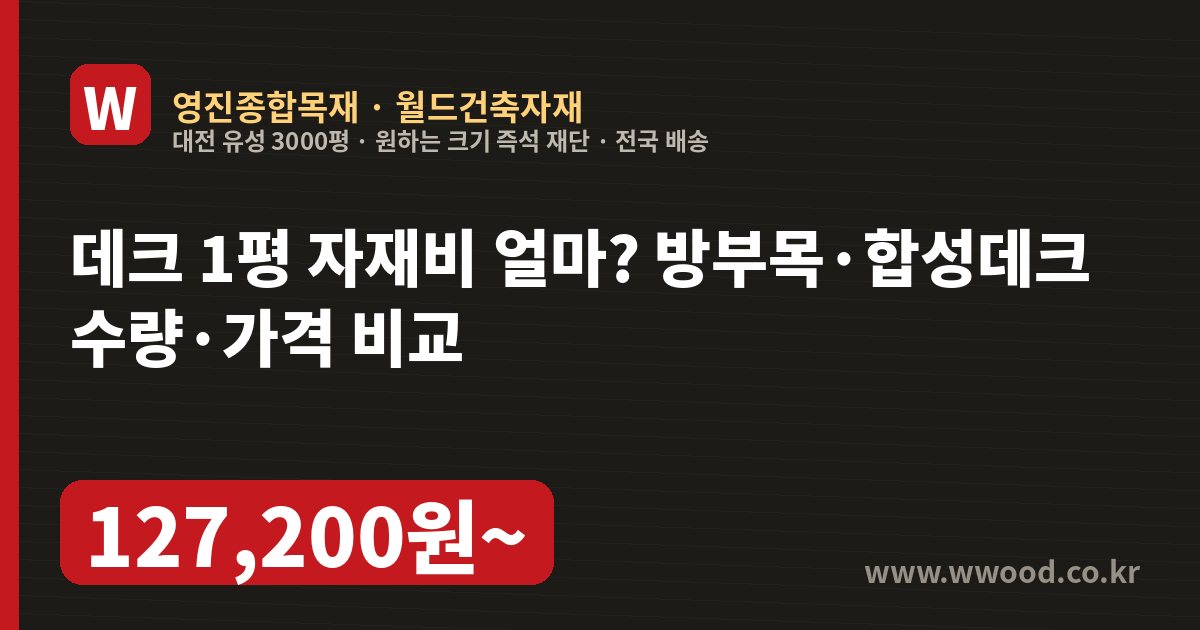 W
영진종합목재 · 월드건축자재
대전 유성 3000평 · 원하는 크기 즉석 재단 · 전국 배송
데크 1평 자재비 얼마? 방부목·합성데크
수량·가격 비교
127,200원~
www.wwood.co.kr